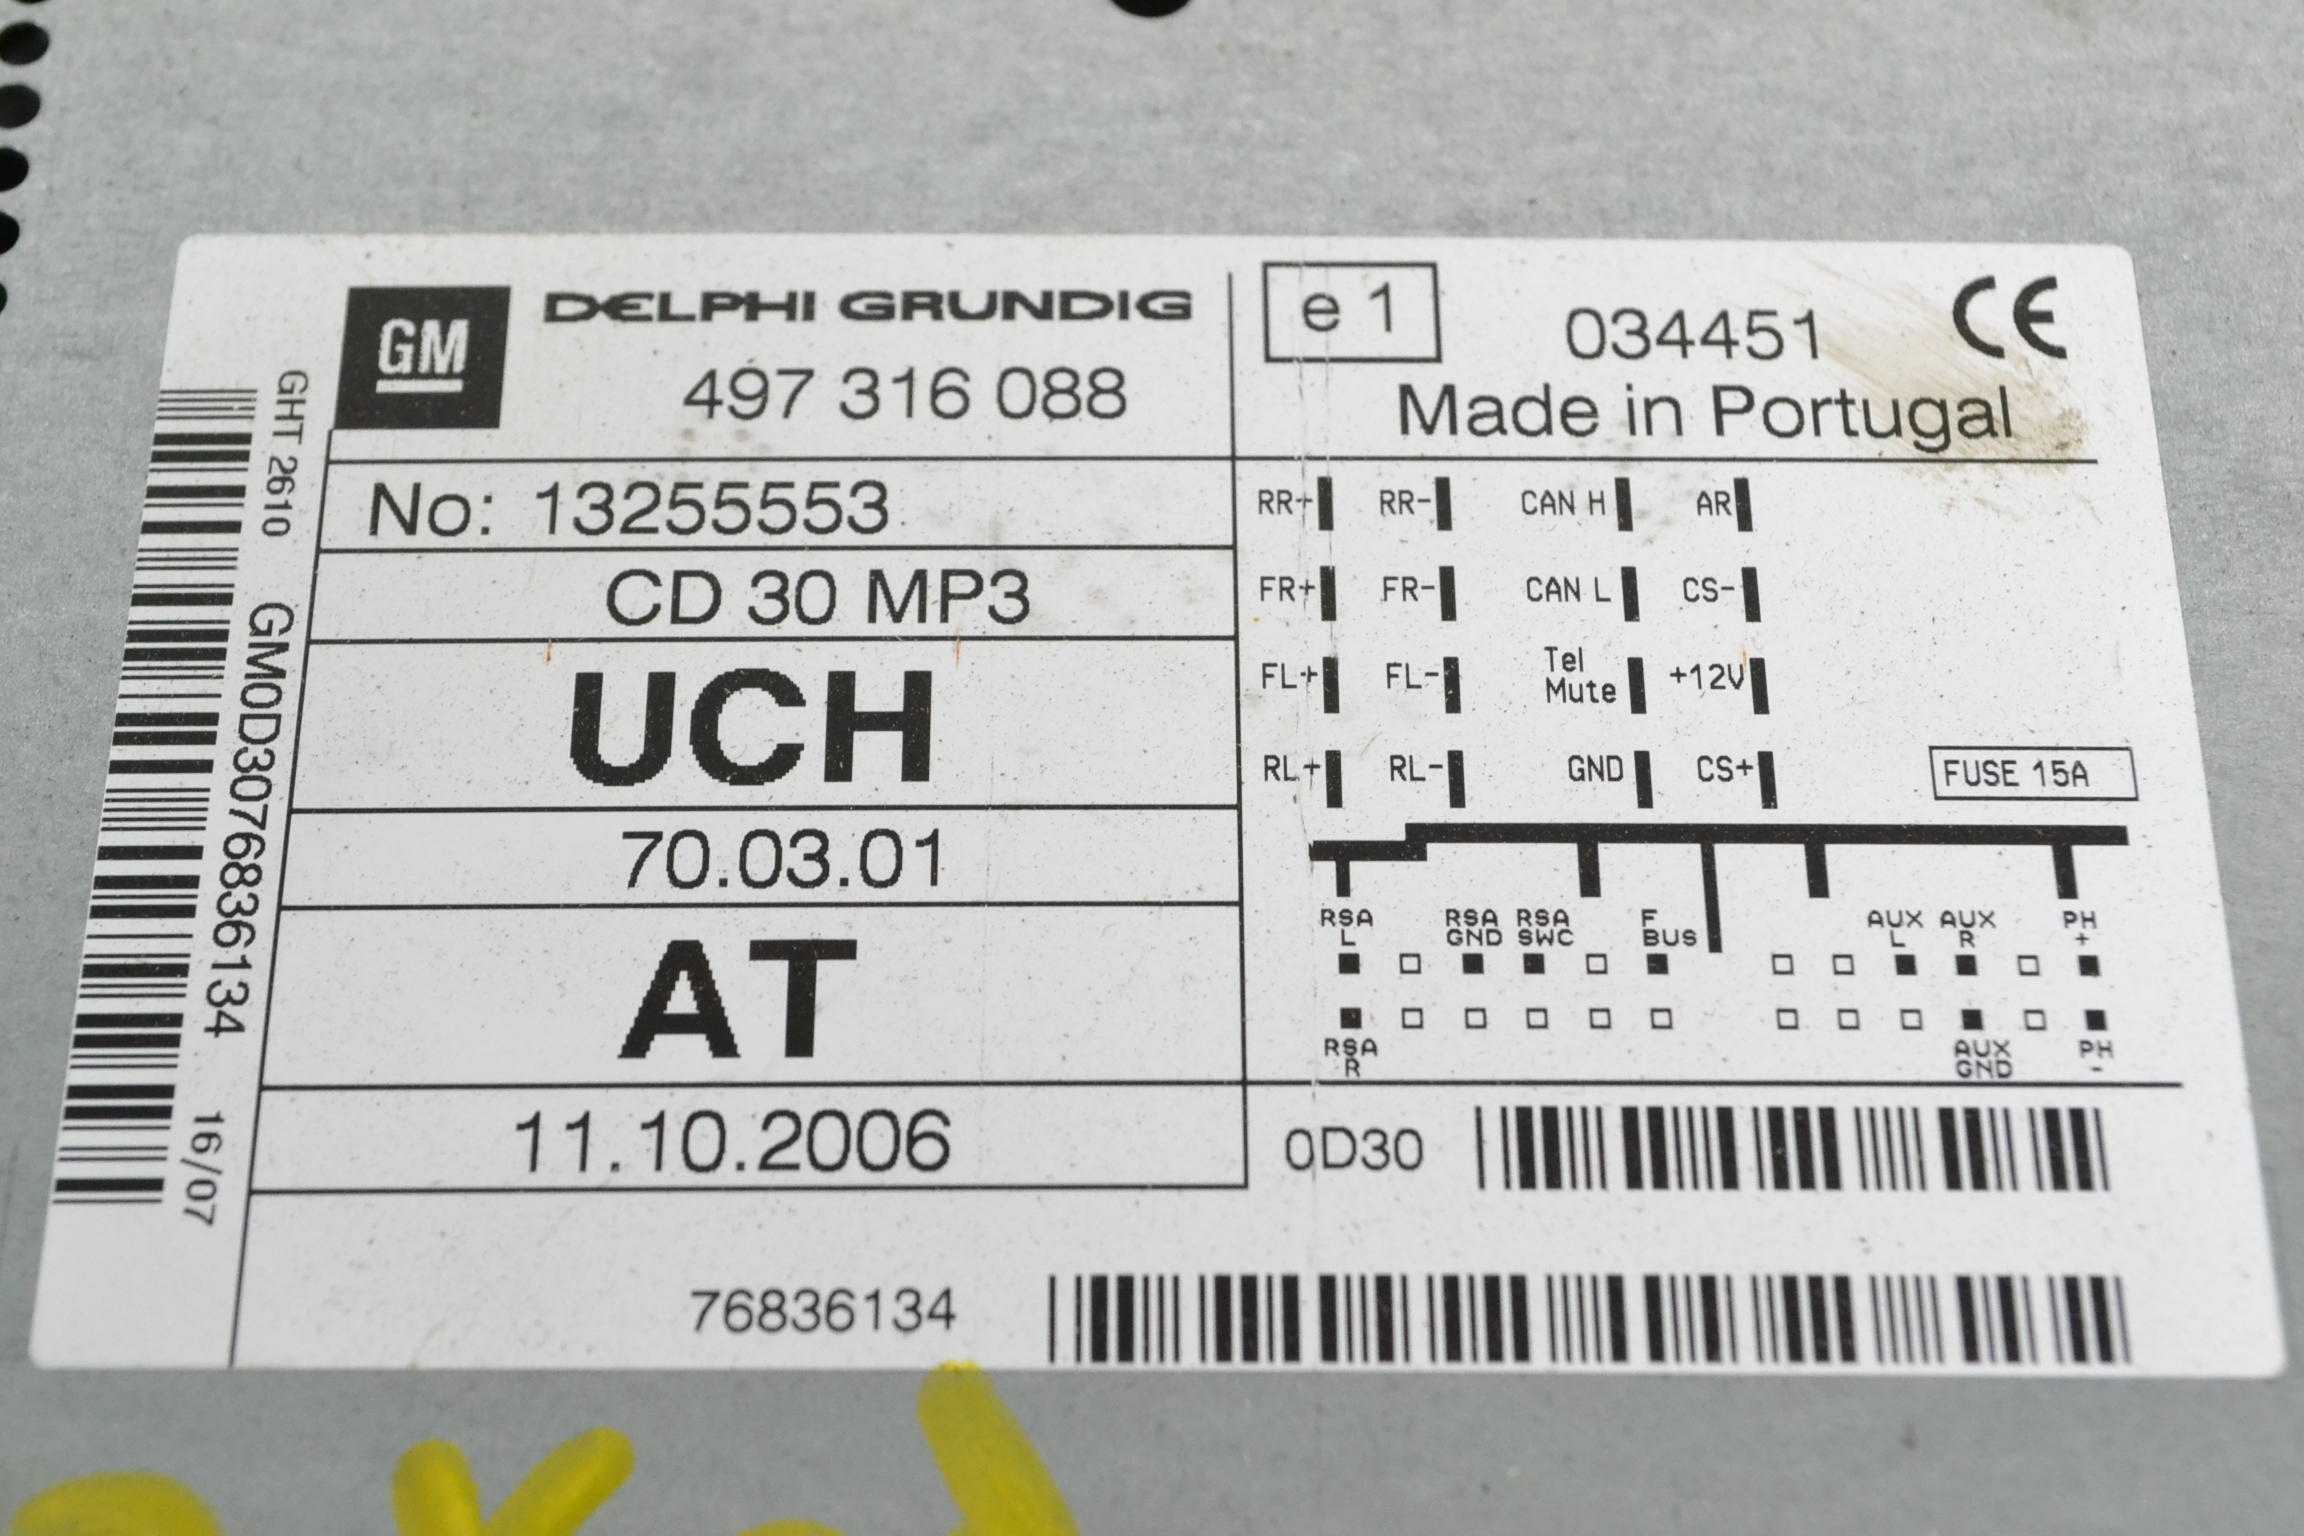 GM
DELPHI GRUNDIG
497 316 088
No: 13255553
CD 30 MP3
UCH
70.03.01
AT
11.10.2006
76836134
GHT 2610 GM0D3076836134 16/07
e1 034451 CE
Made in Portugal
RR+ RR- CAN H AR
FR+ FR- CAN L CS-
FL+ FL- Tel Mute +12V
RL+ RL- GND CS+
FUSE 15A
RSA L RSA GND RSA SWC F BUS AUX L AUX R PH +
RSA R AUX GND PH -
0D30